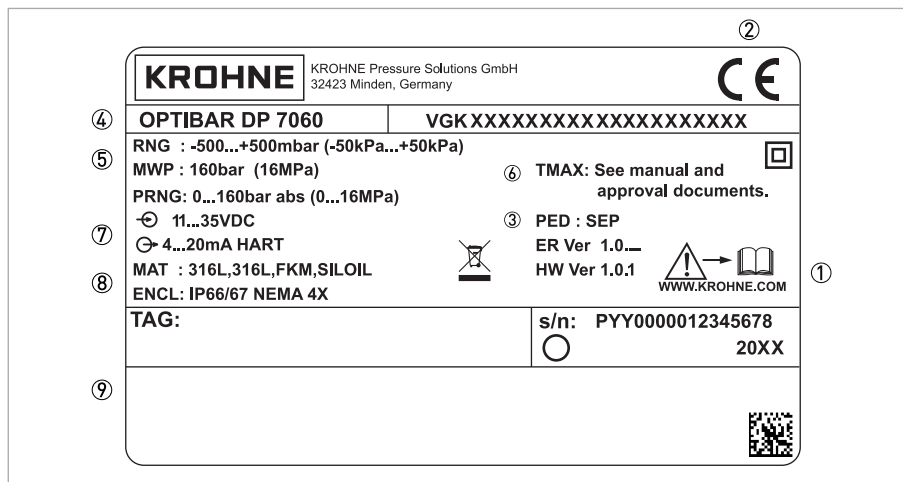 ②
KROHNE
KROHNE Pressure Solutions GmbH
32423 Minden, Germany
CE
④ OPTIBAR DP 7060 VGKXXXXXXXXXXXXXXXXXXXX
⑤ RNG : -500...+500mbar (-50kPa...+50kPa)
MWP : 160bar (16MPa)
⑥ TMAX: See manual and
approval documents.
PRNG: 0...160bar abs (0...16MPa)
11...35VDC
③ PED : SEP
⑦ 4...20mA HART
ER Ver 1.0.__
MAT : 316L,316L,FKM,SILOIL
HW Ver 1.0.1
①
⑧ ENCL: IP66/67 NEMA 4X
WWW.KROHNE.COM
TAG:
s/n: PYY0000012345678
20XX
⑨